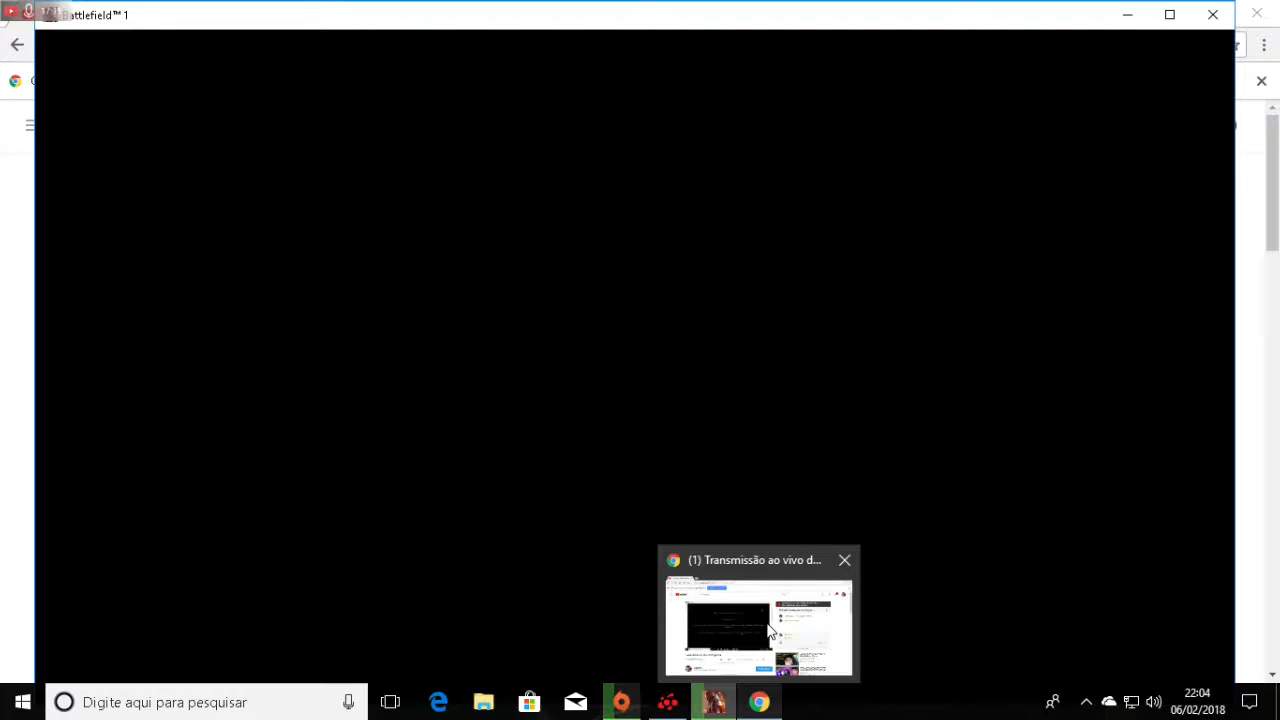 Battlefield™ 1
(1) Transmissão ao vivo d...
Digite aqui para pesquisar
22:04
06/02/2018